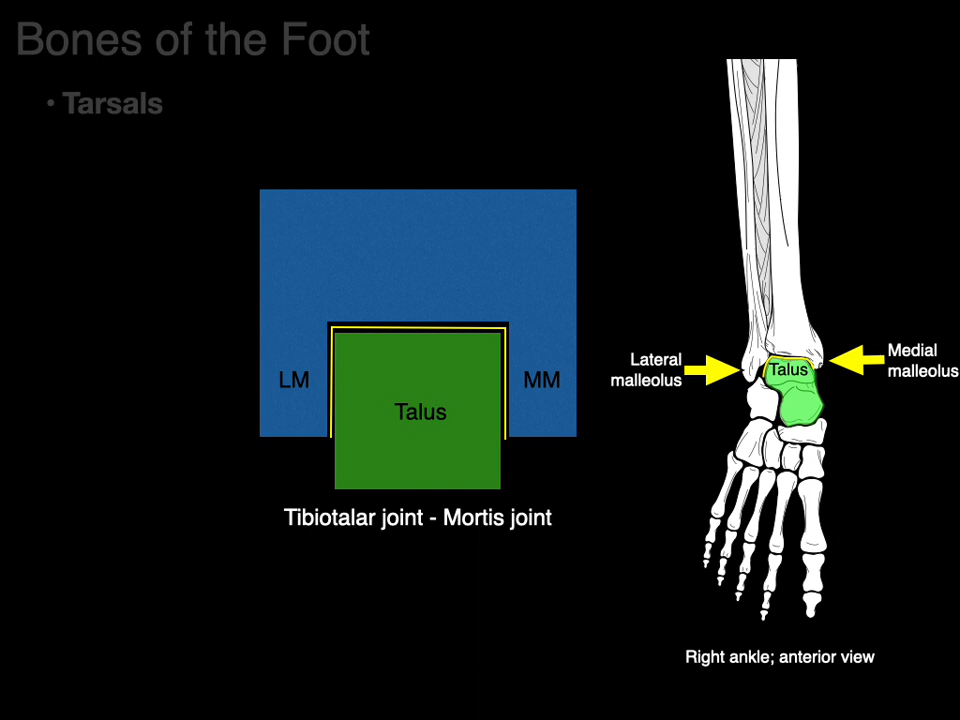 Bones of the Foot
• Tarsals
LM
MM
Talus
Tibiotalar joint - Mortis joint
Lateral
malleolus
Talus
Medial
malleolus
Right ankle; anterior view